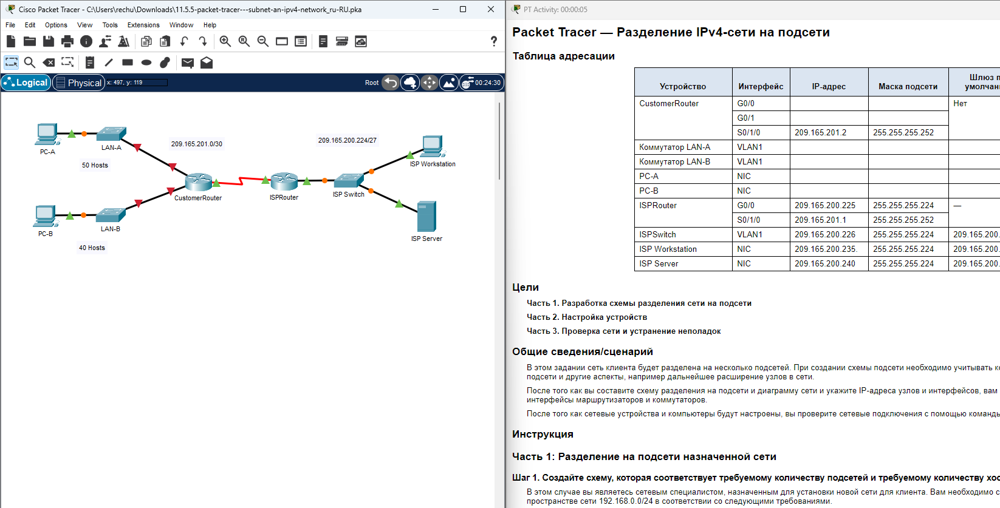 Cisco Packet Tracer - C:\Users\rechu\Downloads\11.5.5-packet-tracer---subnet-an-ipv4-network_ru-RU.pka
File Edit Options View Tools Extensions Window Help
Logical Physical x: 497, y: 119 Root 00:24:30
209.165.201.0/30
209.165.200.224/27
PC-A
LAN-A
50 Hosts
ISP Workstation
CustomerRouter
ISPRouter
ISP Switch
PC-B
LAN-B
ISP Server
40 Hosts
PT Activity: 00:00:05
Packet Tracer — Разделение IPv4-сети на подсети
Таблица адресации
Устройство Интерфейс IP-адрес Маска подсети Шлюз п
умолчан
CustomerRouter G0/0 Нет
G0/1
S0/1/0 209.165.201.2 255.255.255.252
Коммутатор LAN-A VLAN1
Коммутатор LAN-B VLAN1
PC-A NIC
PC-B NIC
ISPRouter G0/0 209.165.200.225 255.255.255.224 —
S0/1/0 209.165.201.1 255.255.255.252
ISPSwitch VLAN1 209.165.200.226 255.255.255.224 209.165.200.
ISP Workstation NIC 209.165.200.235. 255.255.255.224 209.165.200.
ISP Server NIC 209.165.200.240 255.255.255.224 209.165.200.
Цели
Часть 1. Разработка схемы разделения сети на подсети
Часть 2. Настройка устройств
Часть 3. Проверка сети и устранение неполадок
Общие сведения/сценарий
В этом задании сеть клиента будет разделена на несколько подсетей. При создании схемы подсети необходимо учитывать к
подсети и другие аспекты, например дальнейшее расширение узлов в сети.
После того как вы составите схему разделения на подсети и диаграмму сети и укажите IP-адреса узлов и интерфейсов, вам
интерфейсы маршрутизаторов и коммутаторов.
После того как сетевые устройства и компьютеры будут настроены, вы проверите сетевые подключения с помощью команды
Инструкция
Часть 1: Разделение на подсети назначенной сети
Шаг 1. Создайте схему, которая соответствует требуемому количеству подсетей и требуемому количеству хос
В этом случае вы являетесь сетевым специалистом, назначенным для установки новой сети для клиента. Вам необходимо с
пространстве сети 192.168.0.0/24 в соответствии со следующими требованиями.